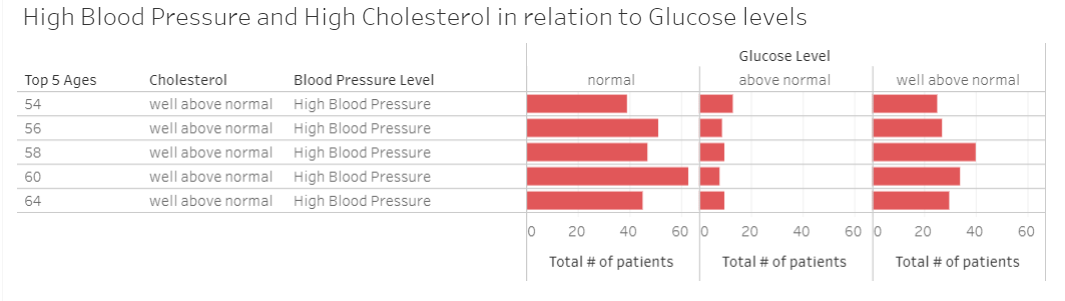 High Blood Pressure and High Cholesterol in relation to Glucose levels
Glucose Level
Top 5 Ages Cholesterol Blood Pressure Level normal above normal well above normal
54 well above normal High Blood Pressure
56 well above normal High Blood Pressure
58 well above normal High Blood Pressure
60 well above normal High Blood Pressure
64 well above normal High Blood Pressure
0 20 40 60 0 20 40 60 0 20 40 60
Total # of patients Total # of patients Total # of patients